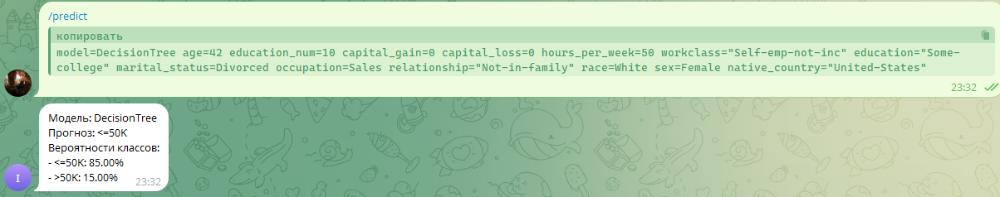 /predict
копировать
model=DecisionTree age=42 education_num=10 capital_gain=0 capital_loss=0 hours_per_week=50 workclass="Self-emp-not-inc" education="Some-
college" marital_status=Divorced occupation=Sales relationship="Not-in-family" race=White sex=Female native_country="United-States"
23:32
Модель: DecisionTree
Прогноз: <=50K
Вероятности классов:
- <=50K: 85.00%
- >50K: 15.00%
23:32
I